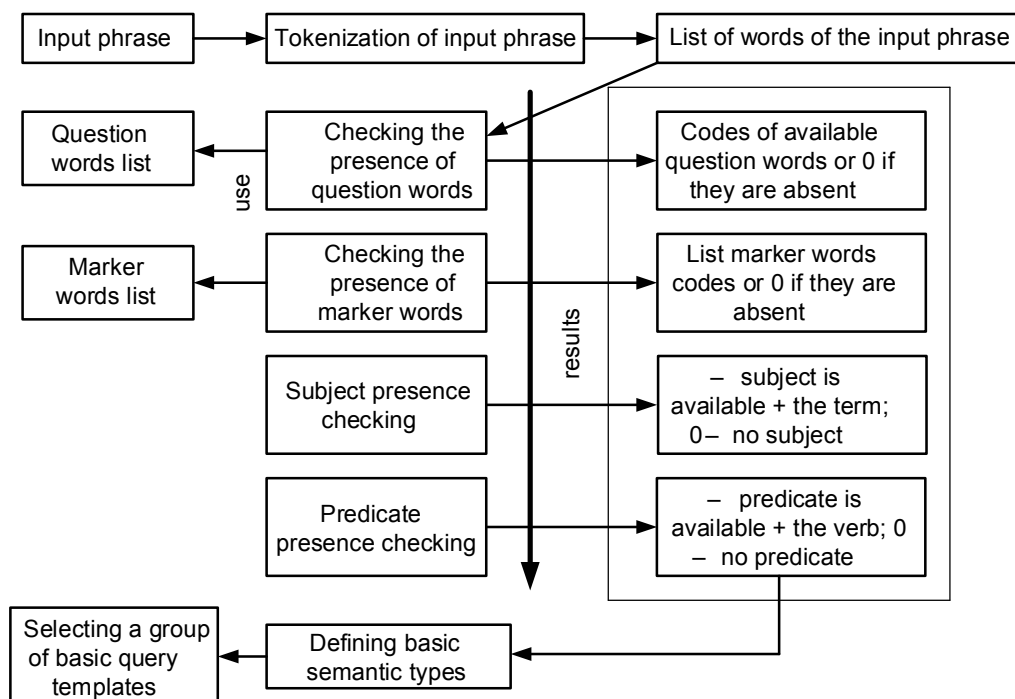 Input phrase
Tokenization of input phrase
List of words of the input phrase
Question
words list
use
Checking the
presence of
question words
Codes of available
question words or 0 if
they are absent
Marker
words list
Checking the
presence of
marker words
results
List marker words
codes or 0 if they are
absent
Subject presence
checking
– subject is
available + the term;
0 – no subject
Predicate
presence checking
– predicate is
available + the verb; 0
– no predicate
Selecting a group
of basic query
templates
Defining basic
semantic types